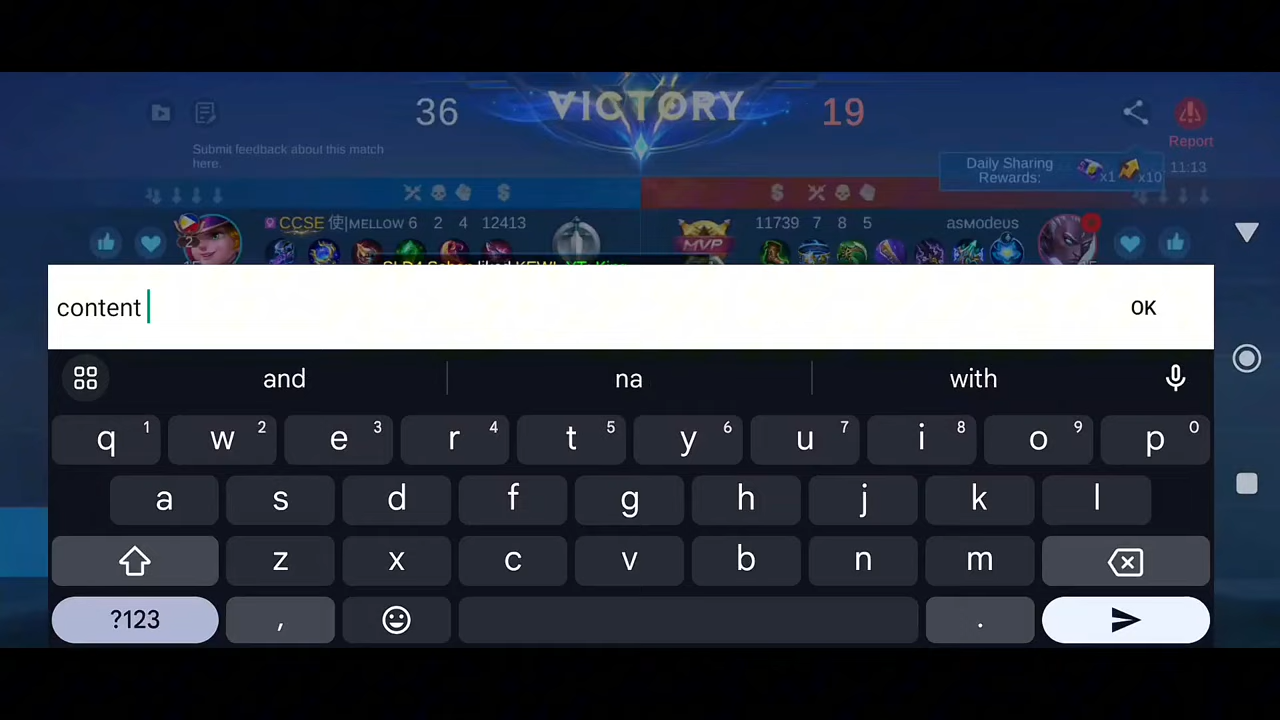 36 VICTORY 19
Report
Submit feedback about this match
here.
Daily Sharing
Rewards:
x1
x10
11:13
CCSE 使|MELLOW 6 2 4 12413
MVP
11739 7 8 5 asmodeus
content
OK
and na with
q 1 w 2 e 3 r 4 t 5 y 6 u 7 i 8 o 9 p 0
a s d f g h j k l
z x c v b n m
?123 , .